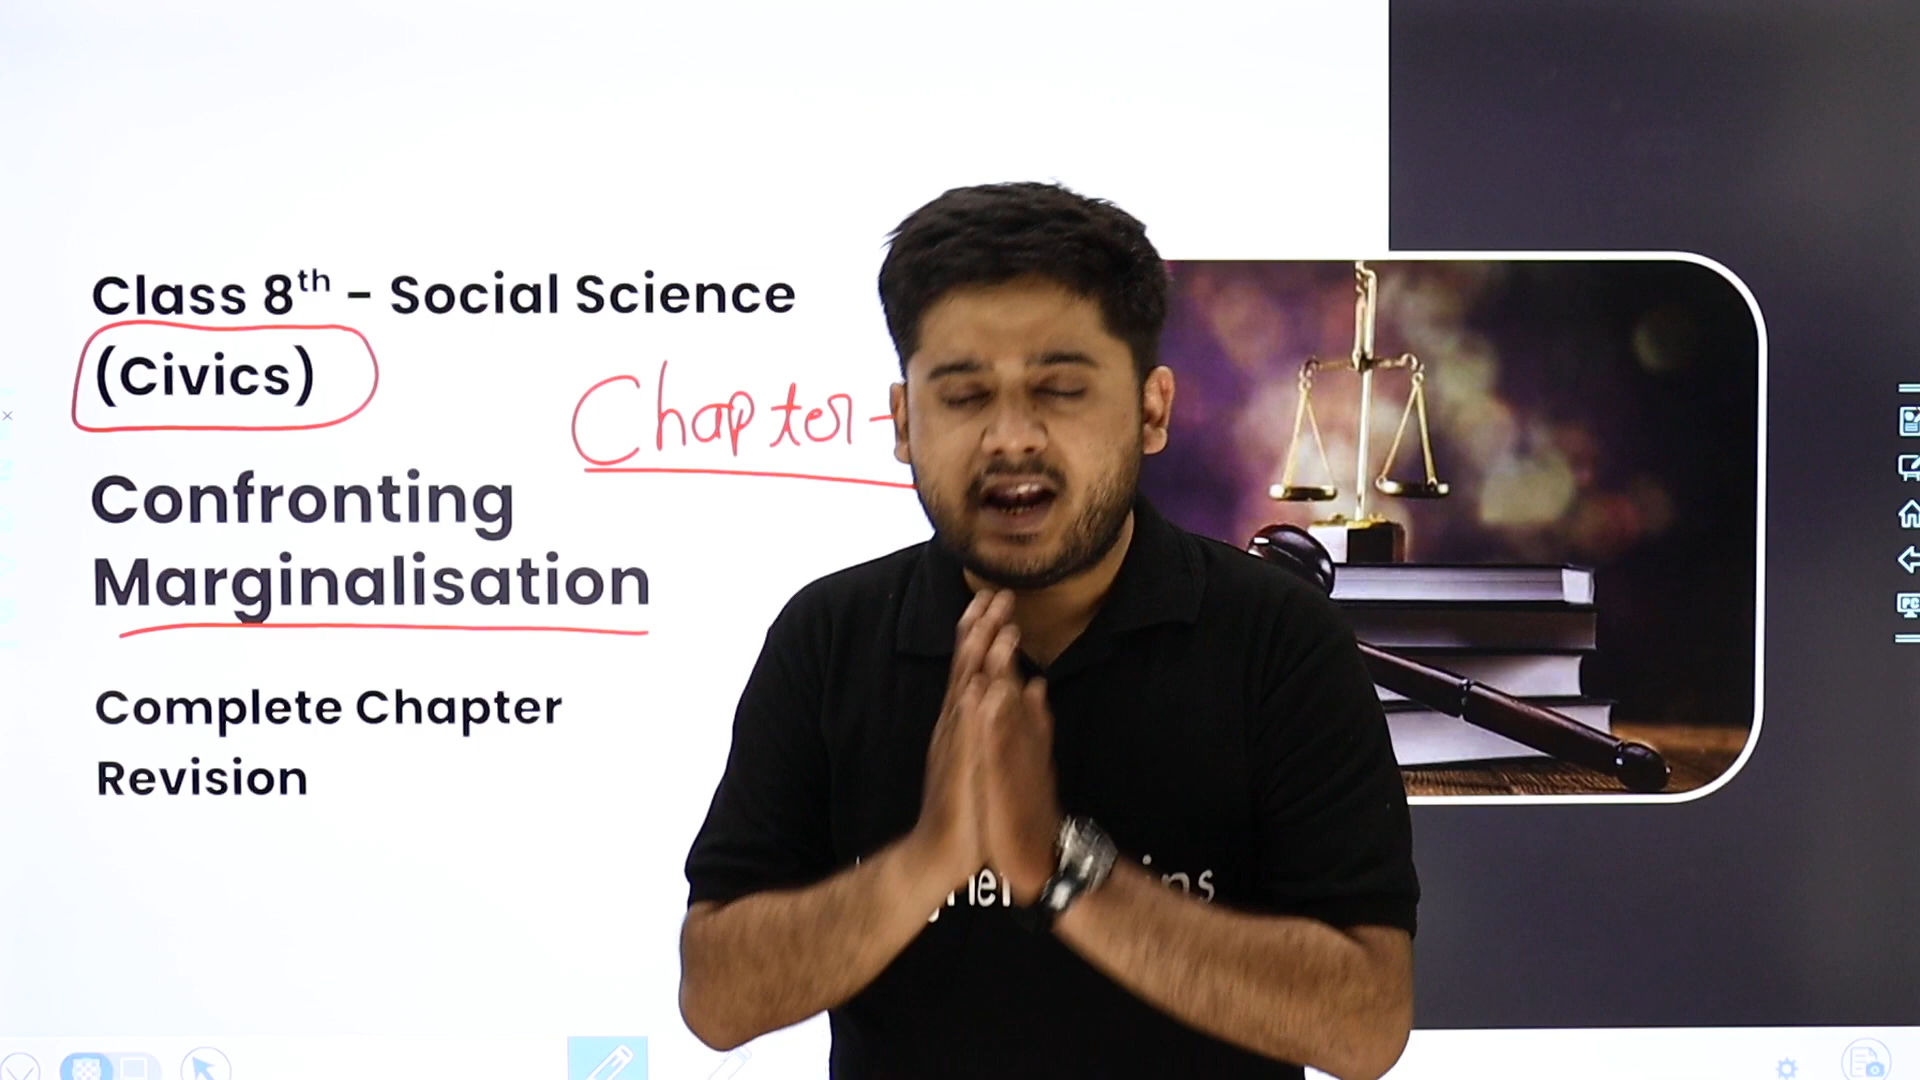 Class 8th - Social Science
(Civics)
Chapter -
Confronting
Marginalisation
Complete Chapter
Revision